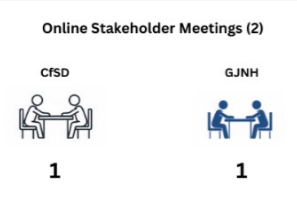 Online Stakeholder Meetings (2)
CfSD
GJNH
1
1